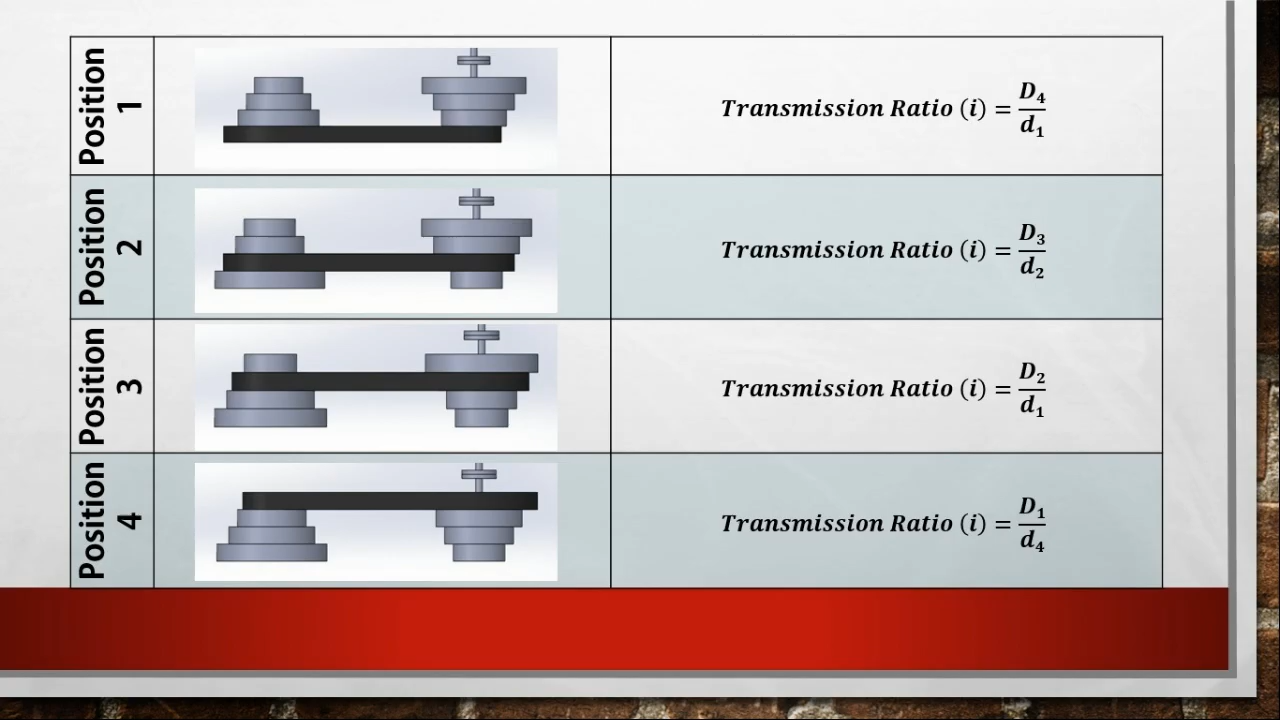 Position 1
Transmission Ratio (i) = D₄/d₁
Position 2
Transmission Ratio (i) = D₃/d₂
Position 3
Transmission Ratio (i) = D₂/d₁
Position 4
Transmission Ratio (i) = D₁/d₄